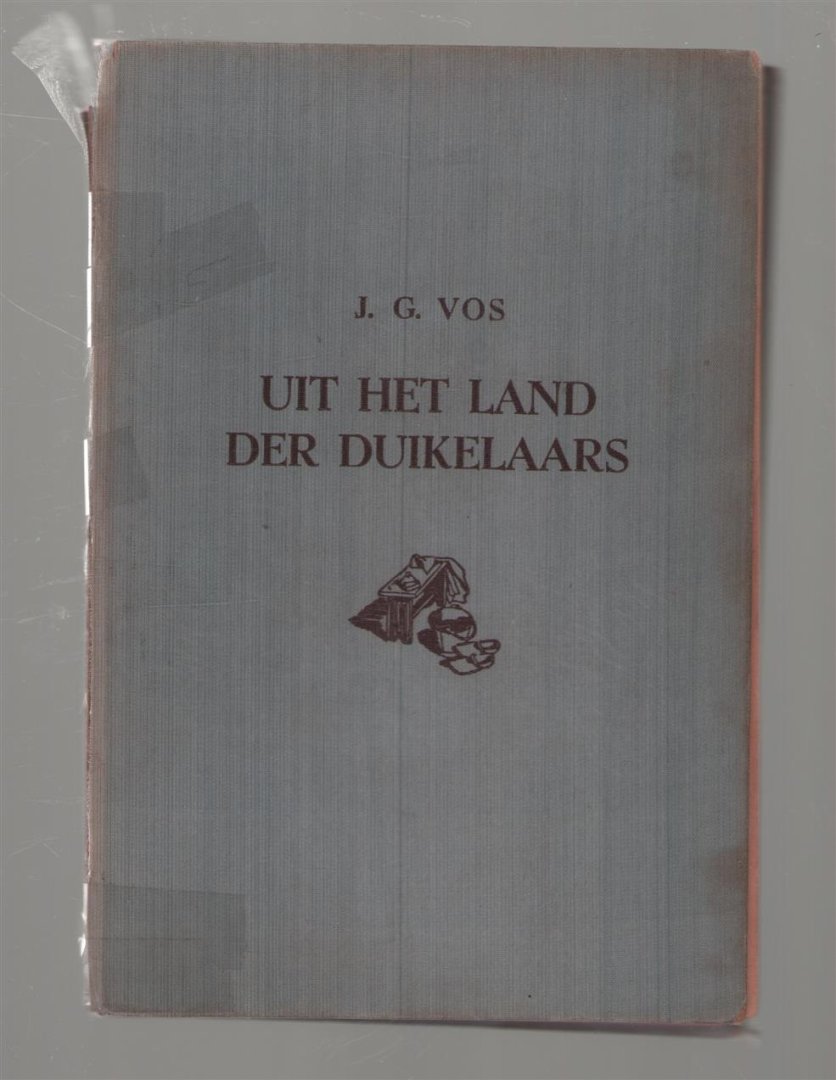 J. G. VOS
UIT HET LAND
DER DUIKELAARS